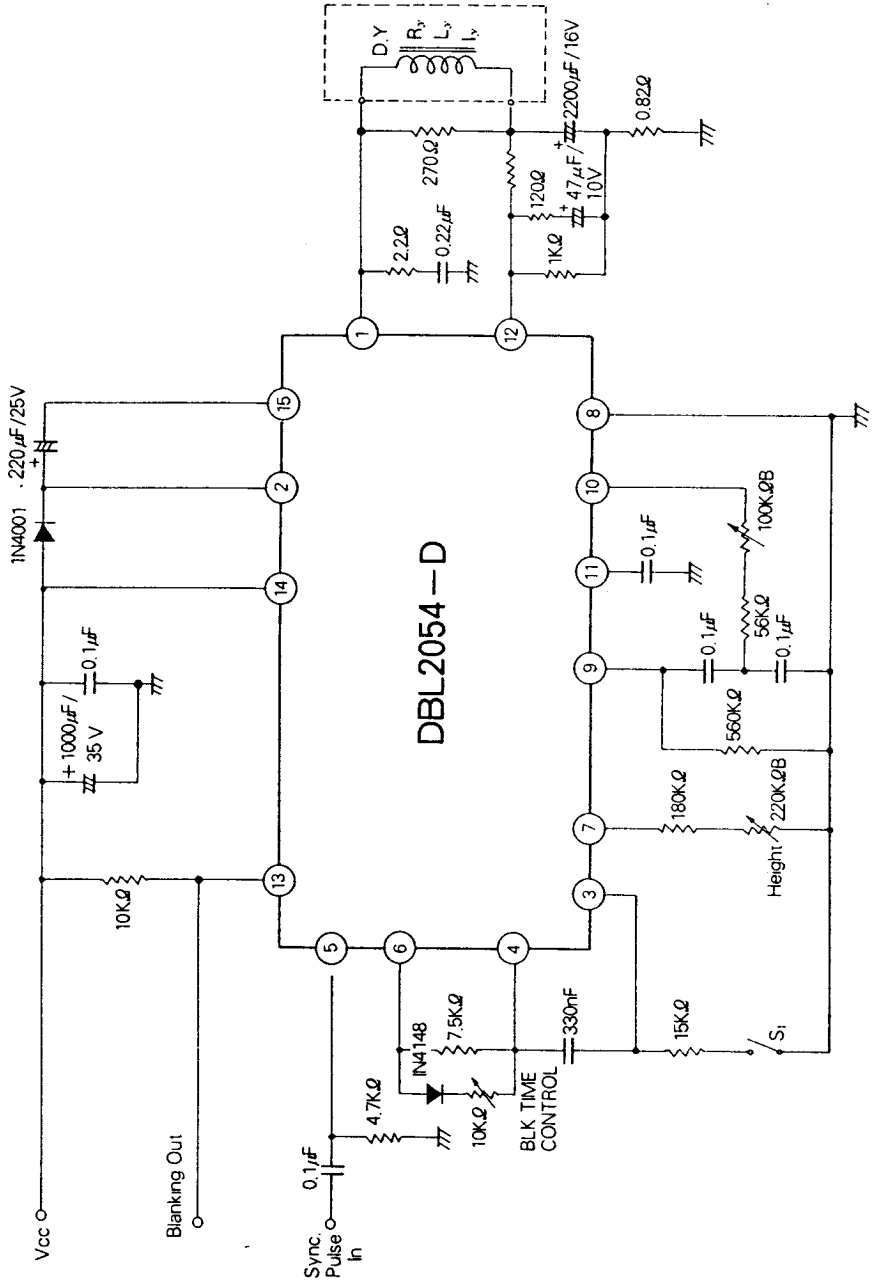 Vcc
Blanking Out
Sync.
Pulse
In
10KΩ
+ 1000μF/
35 V
0.1μF
1N4001
220μF/25V
+
13
14
2
15
0.1μF
4.7KΩ
5
6
4
IN4148
7.5KΩ
10KΩ
BLK TIME
CONTROL
330nF
15KΩ
S1
DBL2054-D
1
12
2.2Ω
0.22μF
270Ω
D.Y
Ry
Ly
Iy
120Ω
1KΩ
+
47μF/
10V
+
2200μF/16V
0.82Ω
3
7
9
11
10
8
180KΩ
Height
220KΩB
560KΩ
0.1μF
0.1μF
56KΩ
0.1μF
100KΩB